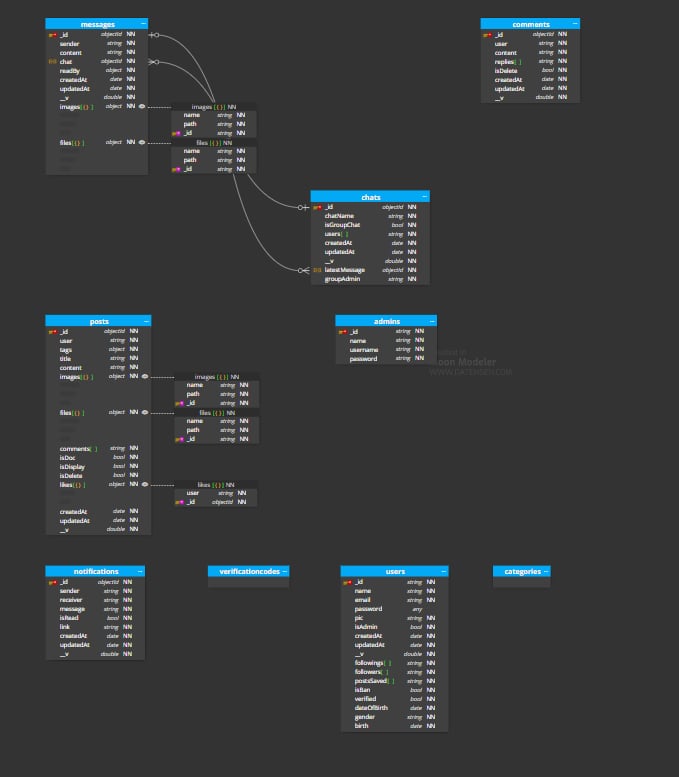 messages
_id objectId NN
sender string NN
content string NN
chat objectId NN
readBy object NN
createdAt date NN
updatedAt date NN
__v double NN
images[{}] object NN
files[{}] object NN
images [{}] NN
name string NN
path string NN
_id string NN
files [{}] NN
name string NN
path string NN
_id string NN
comments
_id objectId NN
user string NN
content string NN
replies[ ] string NN
isDelete bool NN
createdAt date NN
updatedAt date NN
__v double NN
chats
_id objectId NN
chatName string NN
isGroupChat bool NN
users[ ] string NN
createdAt date NN
updatedAt date NN
__v double NN
latestMessage objectId NN
groupAdmin string NN
posts
_id objectId NN
user string NN
tags object NN
title string NN
content string NN
images[{}] object NN
files[{}] object NN
comments[ ] string NN
isDoc bool NN
isDisplay bool NN
isDelete bool NN
likes[{}] object NN
createdAt date NN
updatedAt date NN
__v double NN
images [{}] NN
name string NN
path string NN
_id string NN
files [{}] NN
name string NN
path string NN
_id string NN
likes [{}] NN
user string NN
_id objectId NN
admins
_id string NN
name string NN
username string NN
password string NN
oon Modeler
WWW.DATENSEN.COM
notifications
_id objectId NN
sender string NN
receiver string NN
message string NN
isRead bool NN
link string NN
createdAt date NN
updatedAt date NN
__v double NN
verificationcodes
users
_id string NN
name string NN
email string NN
password any
pic string NN
isAdmin bool NN
createdAt date NN
updatedAt date NN
__v double NN
followings[ ] string NN
followers[ ] string NN
postsSaved[ ] string NN
isBan bool NN
verified bool NN
dateOfBirth date NN
gender string NN
birth date NN
categories